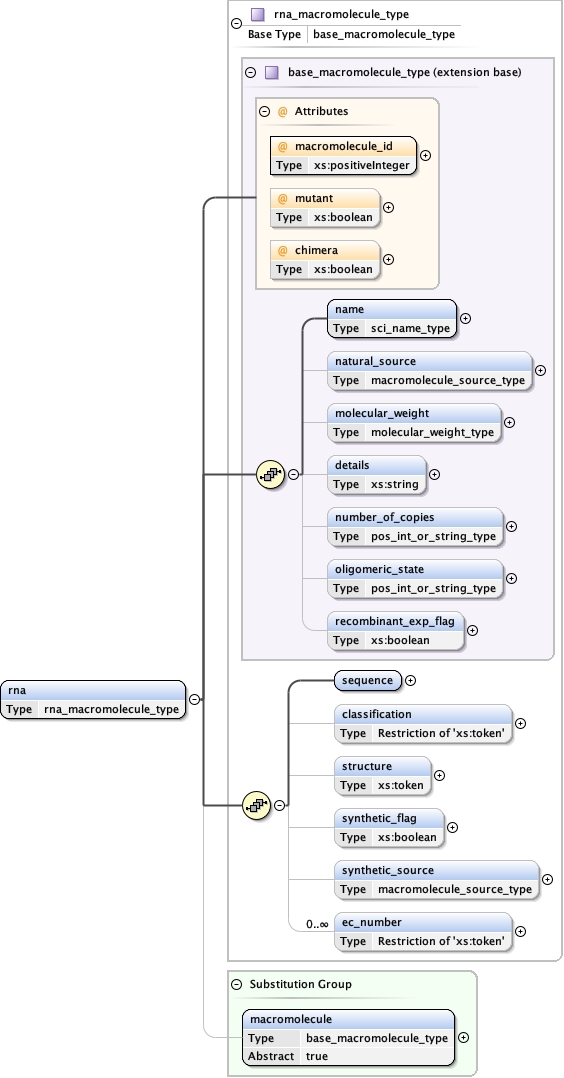 rna_macromolecule_type
Base Type base_macromolecule_type
base_macromolecule_type (extension base)
@ Attributes
@ macromolecule_id
Type xs:positiveInteger
@ mutant
Type xs:boolean
@ chimera
Type xs:boolean
name
Type sci_name_type
natural_source
Type macromolecule_source_type
molecular_weight
Type molecular_weight_type
details
Type xs:string
number_of_copies
Type pos_int_or_string_type
oligomeric_state
Type pos_int_or_string_type
recombinant_exp_flag
Type xs:boolean
rna
Type rna_macromolecule_type
sequence
classification
Type Restriction of 'xs:token'
structure
Type xs:token
synthetic_flag
Type xs:boolean
synthetic_source
Type macromolecule_source_type
0..∞ ec_number
Type Restriction of 'xs:token'
Substitution Group
macromolecule
Type base_macromolecule_type
Abstract true